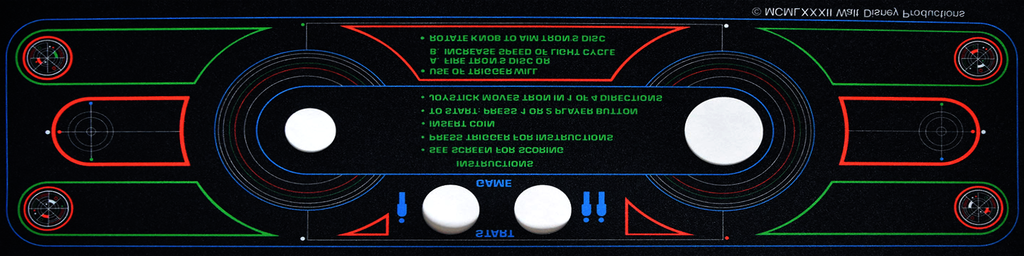 START
GAME
INSTRUCTIONS
• SEE SCREEN FOR SCORING
• PRESS TRIGGER FOR INSTRUCTIONS
• INSERT COIN
• TO START: PRESS 1 OR 2 PLAYER BUTTON
• JOYSTICK MOVES TRON IN 1 OF 4 DIRECTIONS
• USE OF TRIGGER WILL
A. FIRE TRON'S DISC OR
B. INCREASE SPEED OF LIGHT CYCLE
• ROTATE KNOB TO AIM TRON'S DISC
© MCMLXXXII Walt Disney Productions